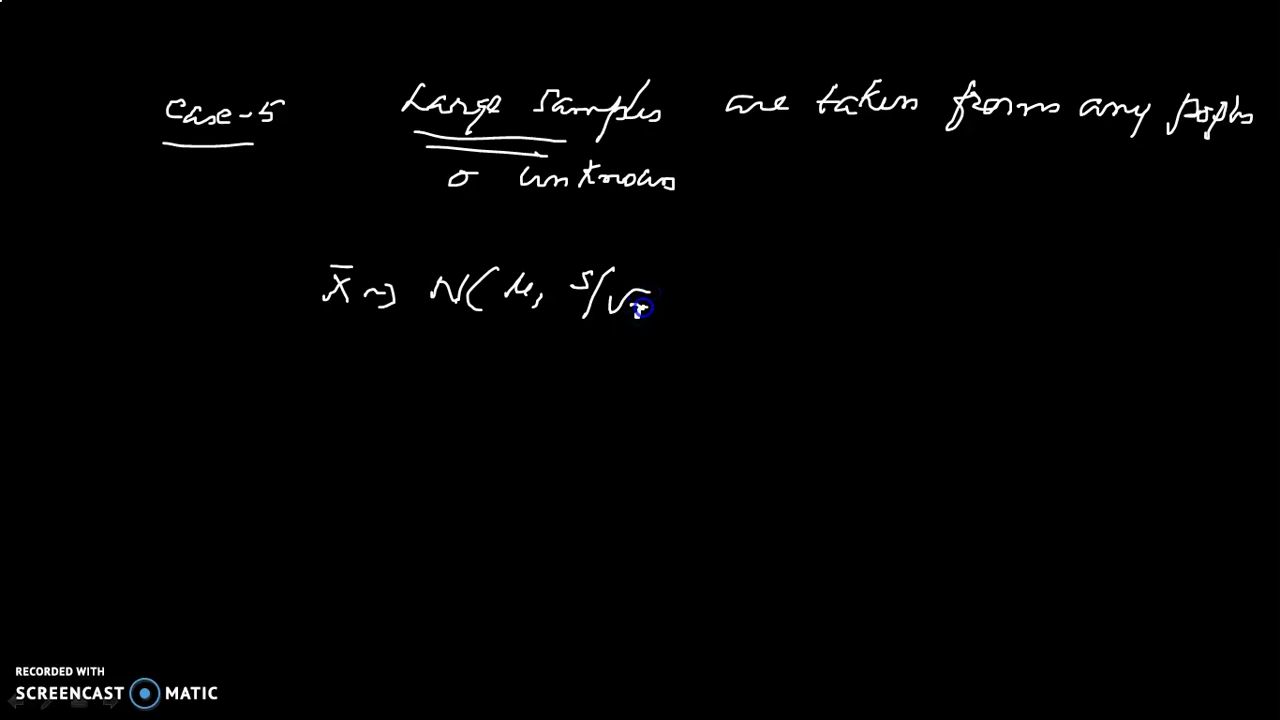 Case-5 Large samples are taken from any popln
σ unknown
X̄ ~> N( μ, s/√n
RECORDED WITH
SCREENCAST MATIC